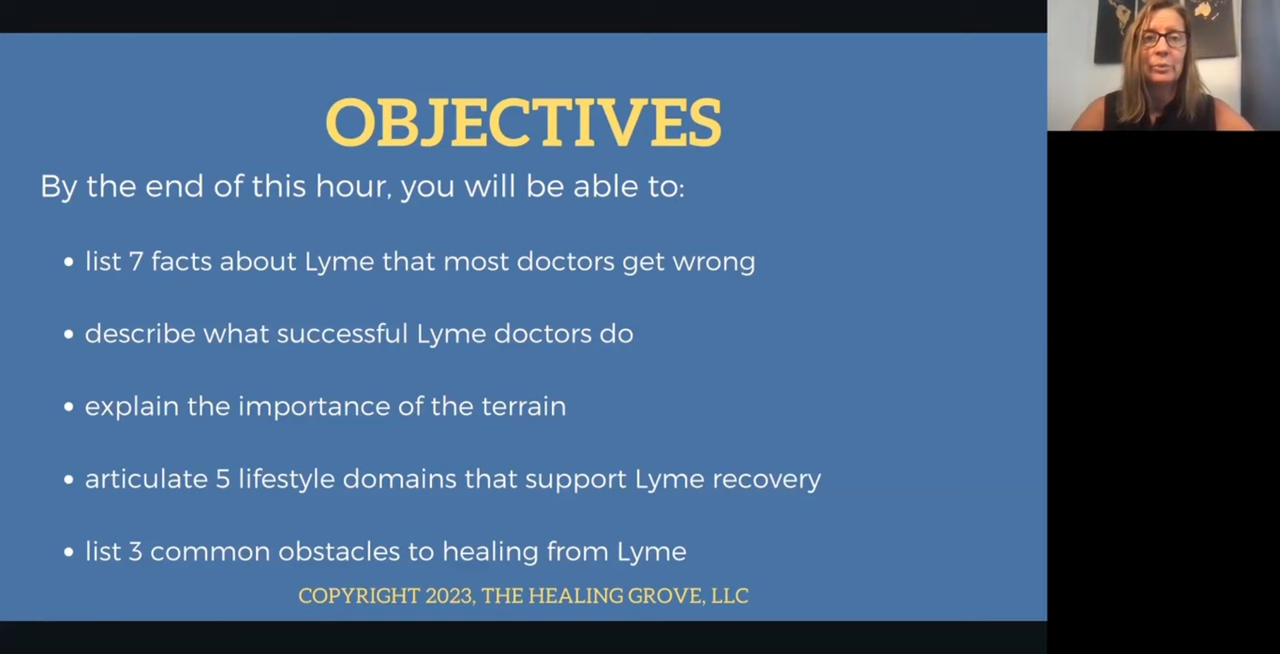 OBJECTIVES
By the end of this hour, you will be able to:
• list 7 facts about Lyme that most doctors get wrong
• describe what successful Lyme doctors do
• explain the importance of the terrain
• articulate 5 lifestyle domains that support Lyme recovery
• list 3 common obstacles to healing from Lyme
COPYRIGHT 2023, THE HEALING GROVE, LLC